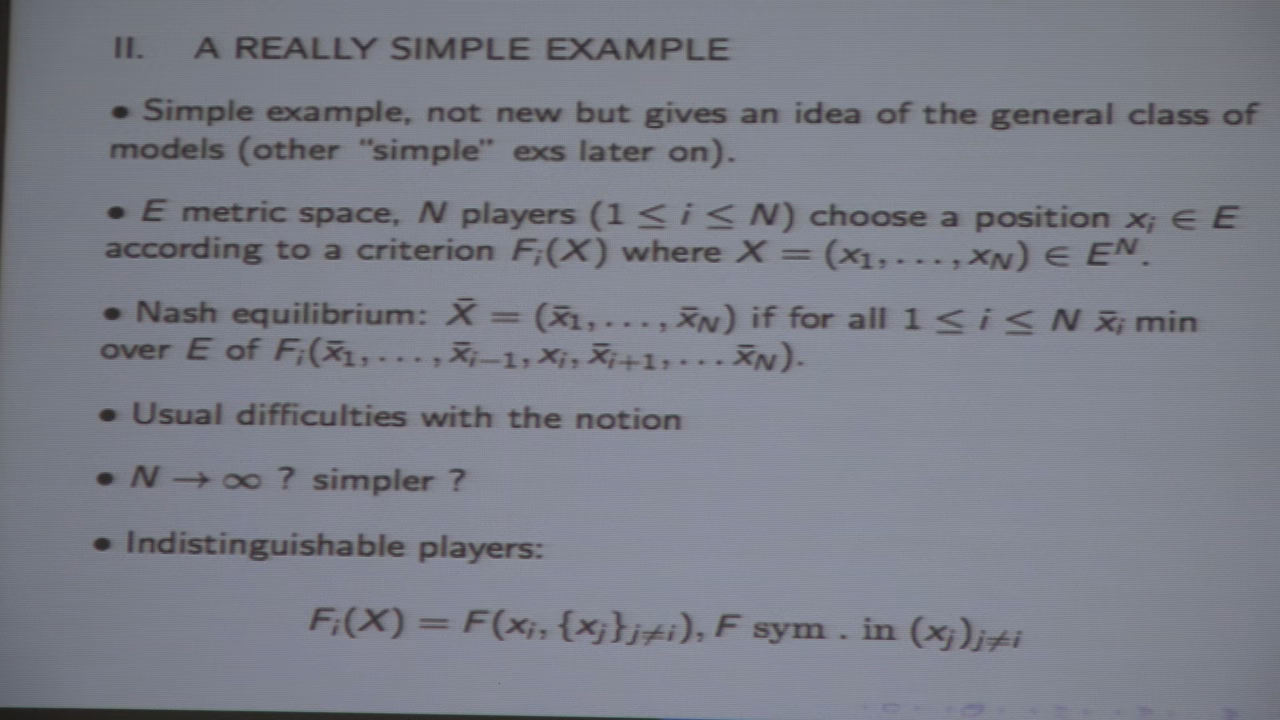 II. A REALLY SIMPLE EXAMPLE
• Simple example, not new but gives an idea of the general class of
models (other "simple" exs later on).
• E metric space, N players (1 ≤ i ≤ N) choose a position xᵢ ∈ E
according to a criterion Fᵢ(X) where X = (x₁, . . . , x_N) ∈ E^N.
• Nash equilibrium: X̄ = (x̄₁, . . . , x̄_N) if for all 1 ≤ i ≤ N x̄ᵢ min
over E of Fᵢ(x̄₁, . . . , x̄ᵢ₋₁, xᵢ, x̄ᵢ₊₁, . . . x̄_N).
• Usual difficulties with the notion
• N → ∞ ? simpler ?
• Indistinguishable players:
Fᵢ(X) = F(xᵢ, {xⱼ}_{j≠i}), F sym . in (xⱼ)_{j≠i}